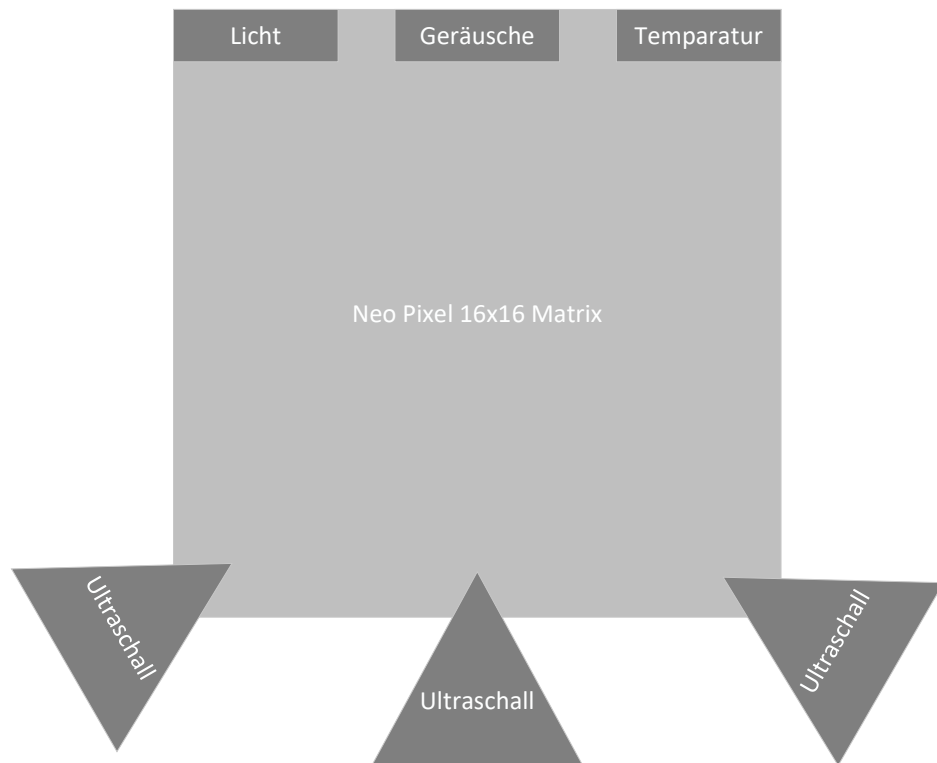 Licht
Geräusche
Temparatur
Neo Pixel 16x16 Matrix
Ultraschall
Ultraschall
Ultraschall